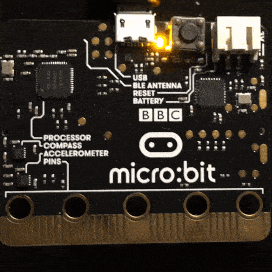 USB
BLE ANTENNA
RESET
BATTERY
BBC
PROCESSOR
COMPASS
ACCELEROMETER
PINS
micro:bit